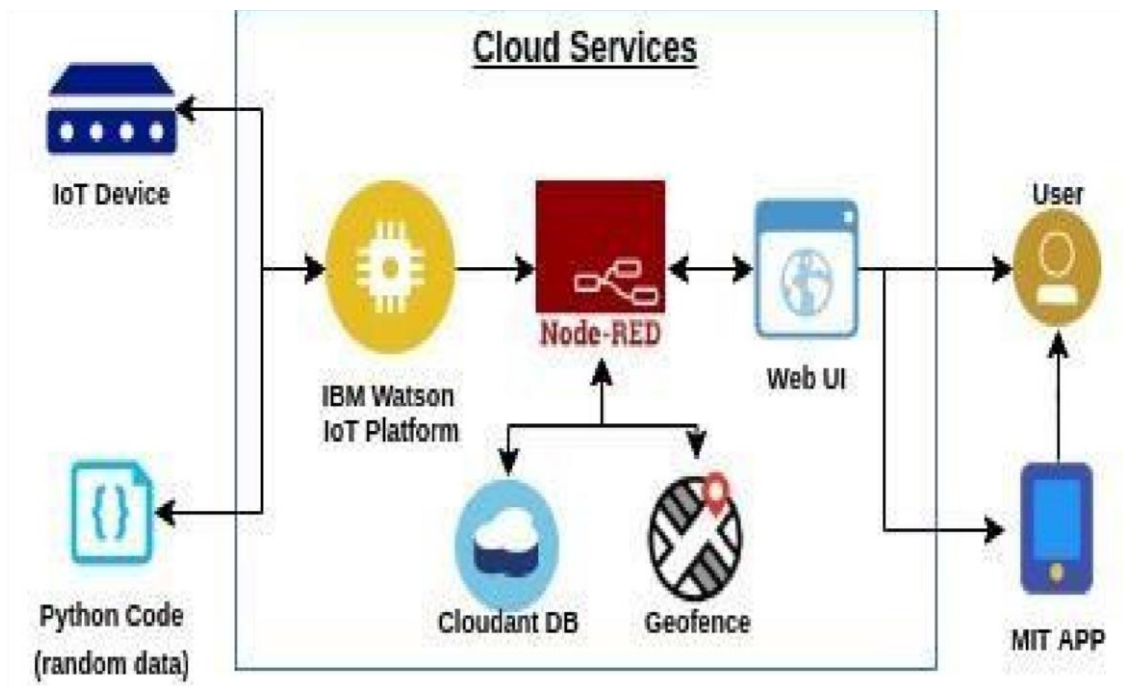 Cloud Services
IoT Device
User
Node-RED
Web UI
IBM Watson
IoT Platform
Python Code
(random data)
Cloudant DB
Geofence
MIT APP